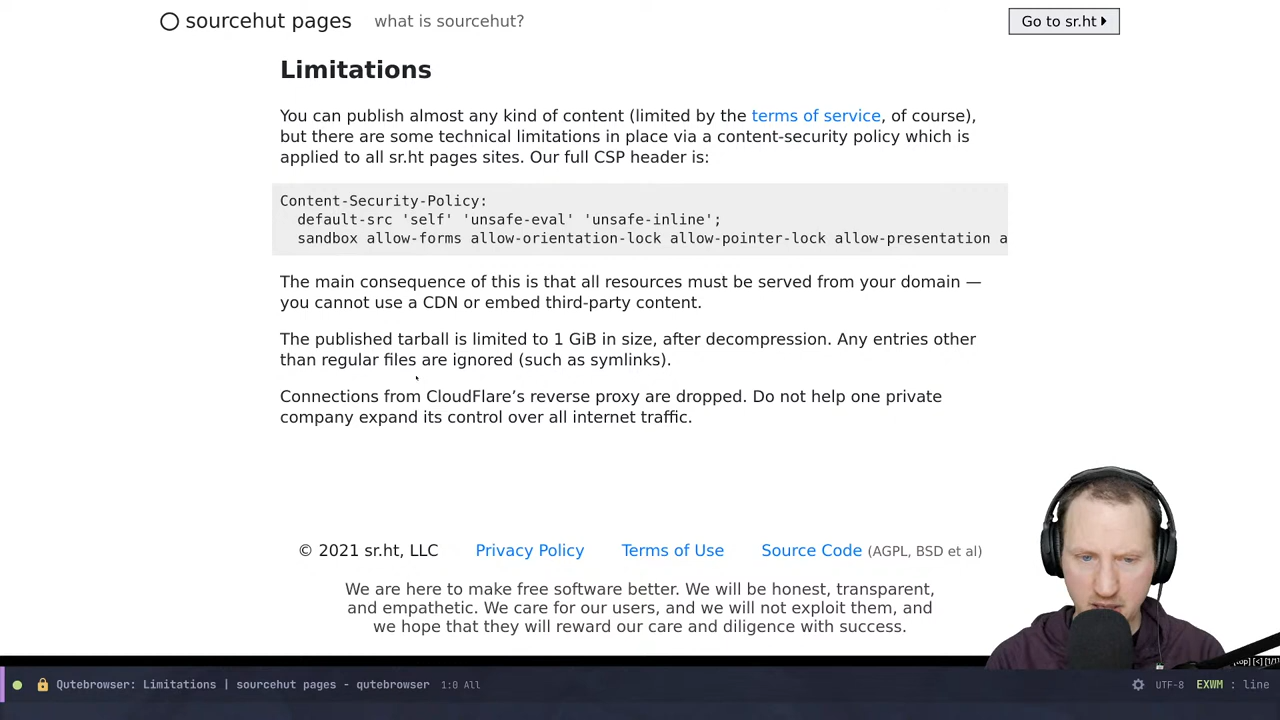 sourcehut pages what is sourcehut? Go to sr.ht
Limitations
You can publish almost any kind of content (limited by the terms of service, of course),
but there are some technical limitations in place via a content-security policy which is
applied to all sr.ht pages sites. Our full CSP header is:
Content-Security-Policy:
default-src 'self' 'unsafe-eval' 'unsafe-inline';
sandbox allow-forms allow-orientation-lock allow-pointer-lock allow-presentation a
The main consequence of this is that all resources must be served from your domain —
you cannot use a CDN or embed third-party content.
The published tarball is limited to 1 GiB in size, after decompression. Any entries other
than regular files are ignored (such as symlinks).
Connections from CloudFlare’s reverse proxy are dropped. Do not help one private
company expand its control over all internet traffic.
© 2021 sr.ht, LLC Privacy Policy Terms of Use Source Code (AGPL, BSD et al)
We are here to make free software better. We will be honest, transparent,
and empathetic. We care for our users, and we will not exploit them, and
we hope that they will reward our care and diligence with success.
Qutebrowser: Limitations | sourcehut pages - qutebrowser 1:0 All UTF-8 EXWM : line